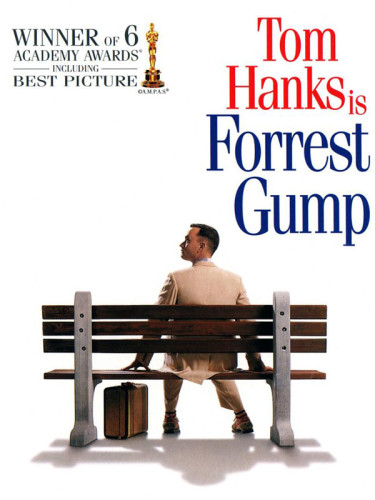 WINNER OF 6
ACADEMY AWARDS®
INCLUDING
BEST PICTURE
©A.M.P.A.S.®
Tom
Hanks is
Forrest
Gump